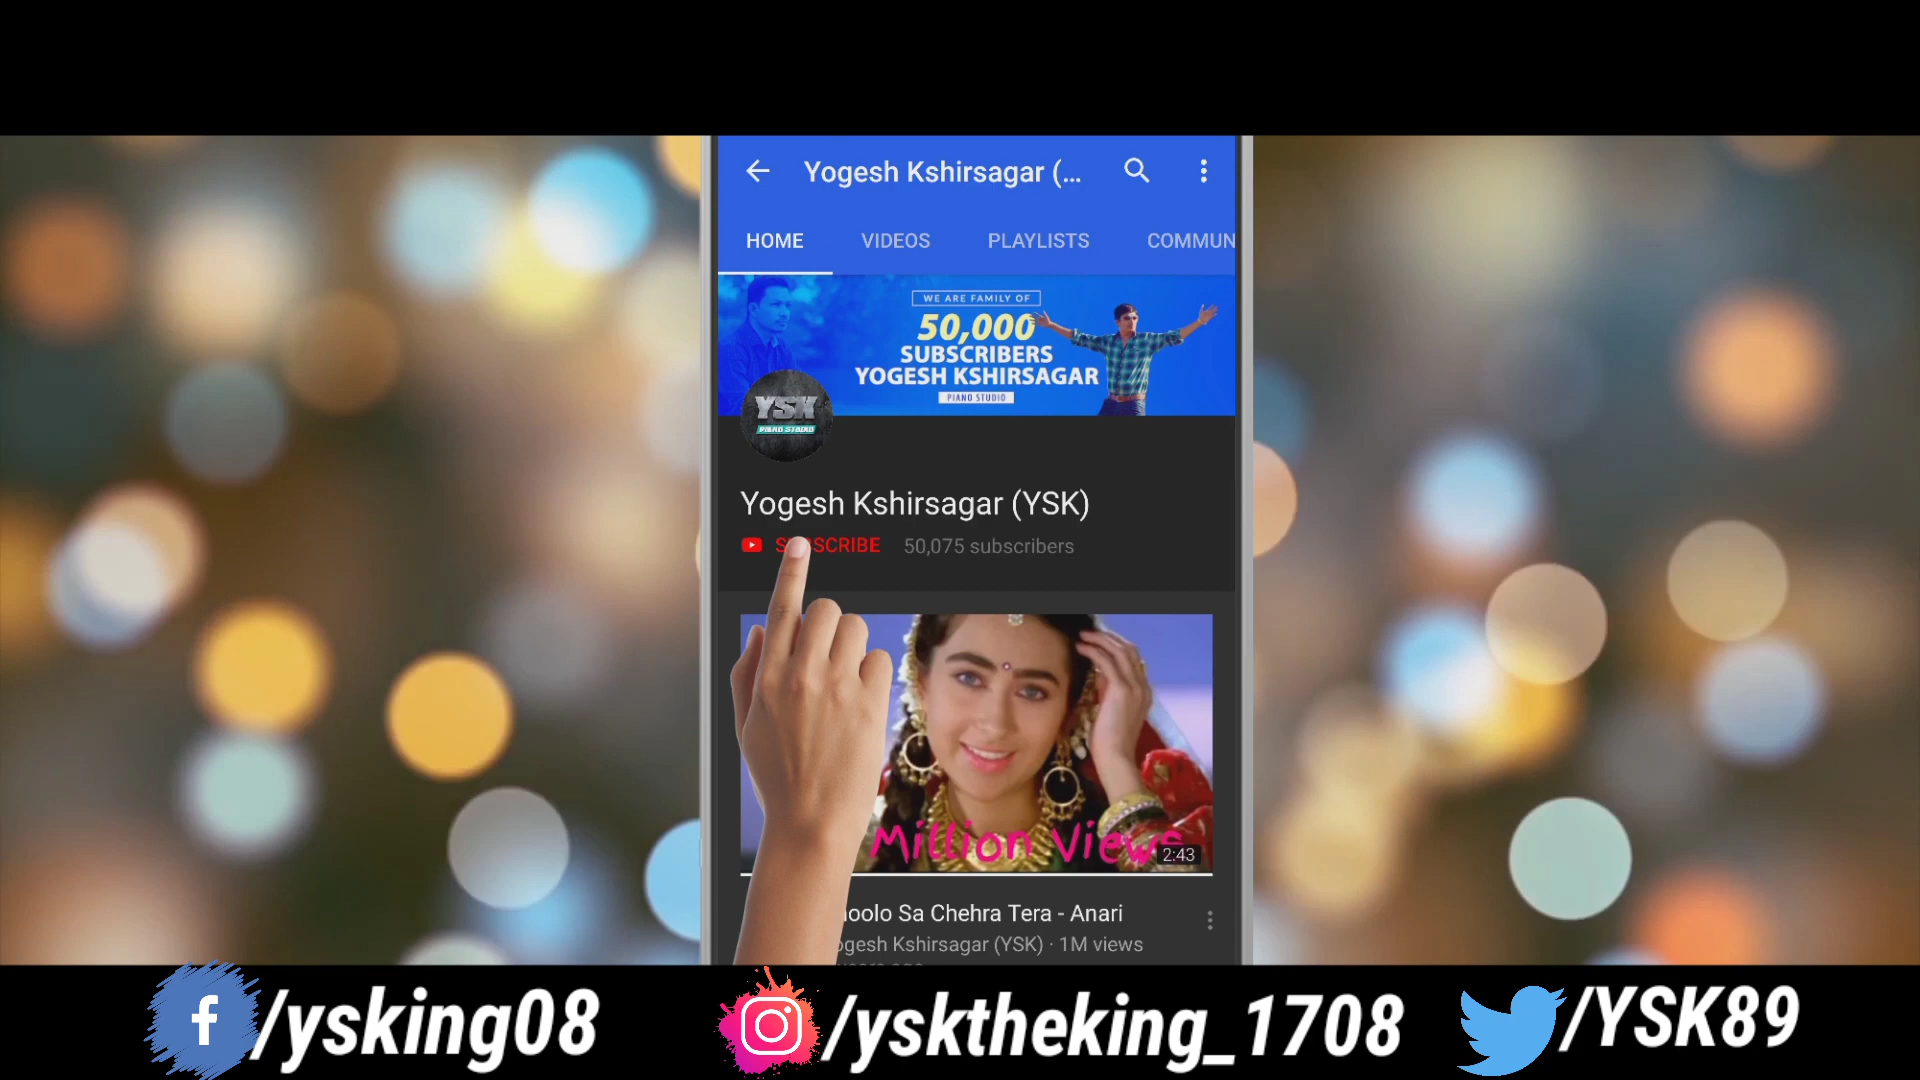 Yogesh Kshirsagar (...
HOME VIDEOS PLAYLISTS COMMUN
WE ARE FAMILY OF
50,000
SUBSCRIBERS
YOGESH KSHIRSAGAR
PIANO STUDIO
YSK
PIANO STUDIO
Yogesh Kshirsagar (YSK)
SUBSCRIBE 50,075 subscribers
Million Views
2:43
oolo Sa Chehra Tera - Anari
ogesh Kshirsagar (YSK) · 1M views
/ysking08 /ysktheking_1708 /YSK89